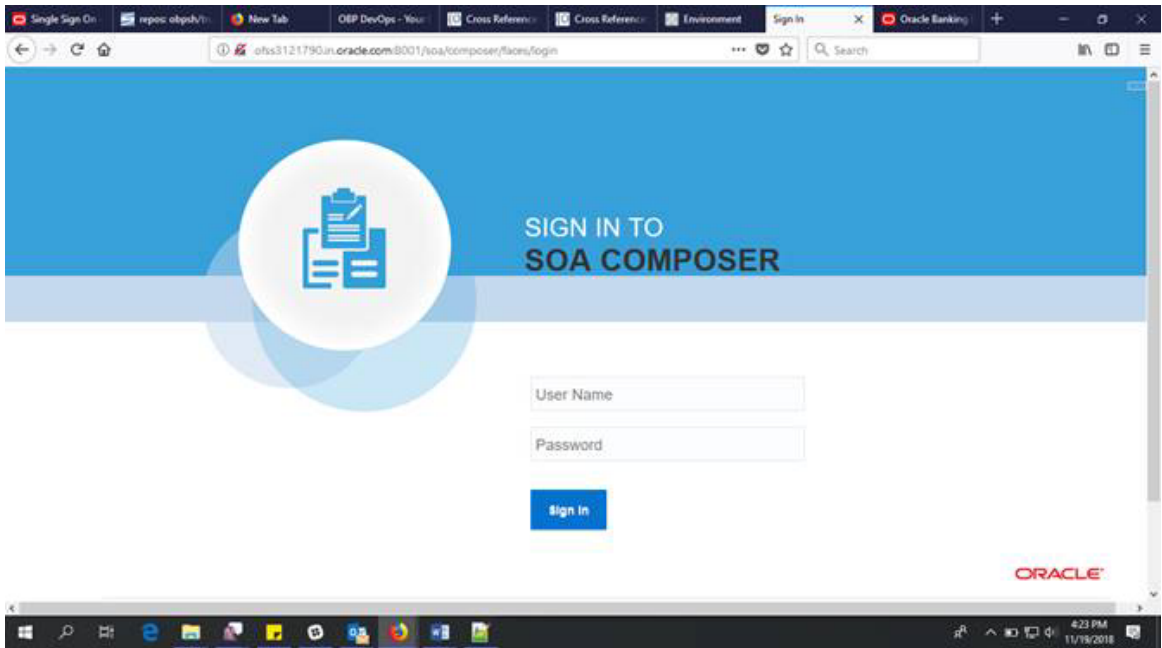 Single Sign On
repos: obpsh/
New Tab
OBP DevOps - Your
Cross Reference
Cross Reference
Environment
Sign In
Oracle Banking
ofss3121790.in.oracle.com:8001/soa/composer/faces/login
Search
SIGN IN TO
SOA COMPOSER
User Name
Password
Sign In
ORACLE
4:23 PM
11/19/2018